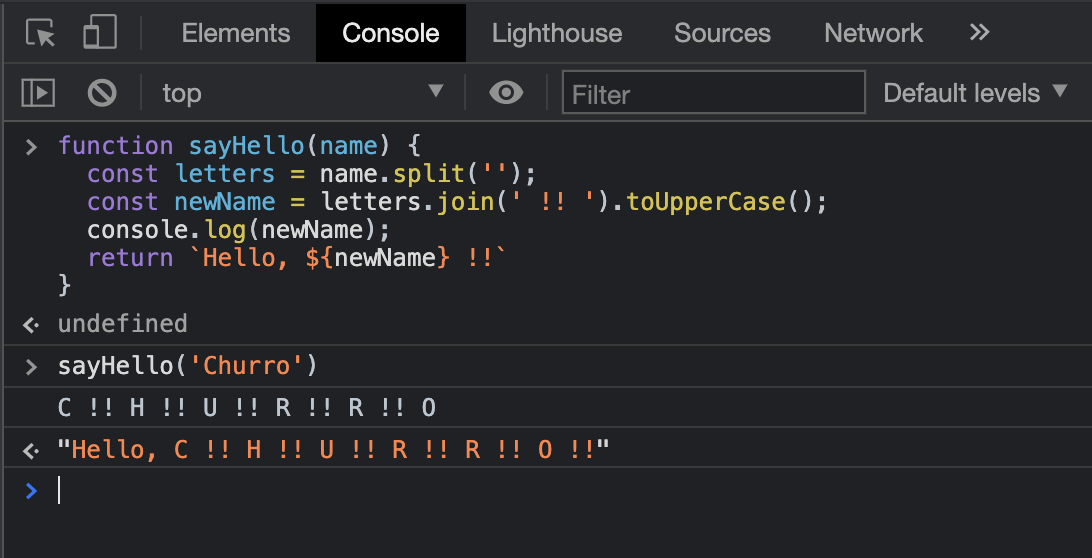 Elements Console Lighthouse Sources Network »
top Filter Default levels
> function sayHello(name) {
  const letters = name.split('');
  const newName = letters.join(' !! ').toUpperCase();
  console.log(newName);
  return `Hello, ${newName} !!`
}
undefined
> sayHello('Churro')
C !! H !! U !! R !! R !! O
"Hello, C !! H !! U !! R !! R !! O !!"
>